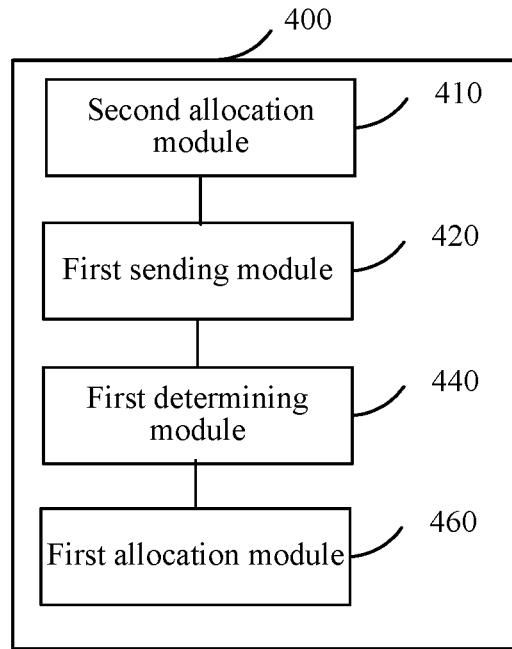 400
Second allocation
module
410
First sending module
420
First determining
module
440
First allocation module
460